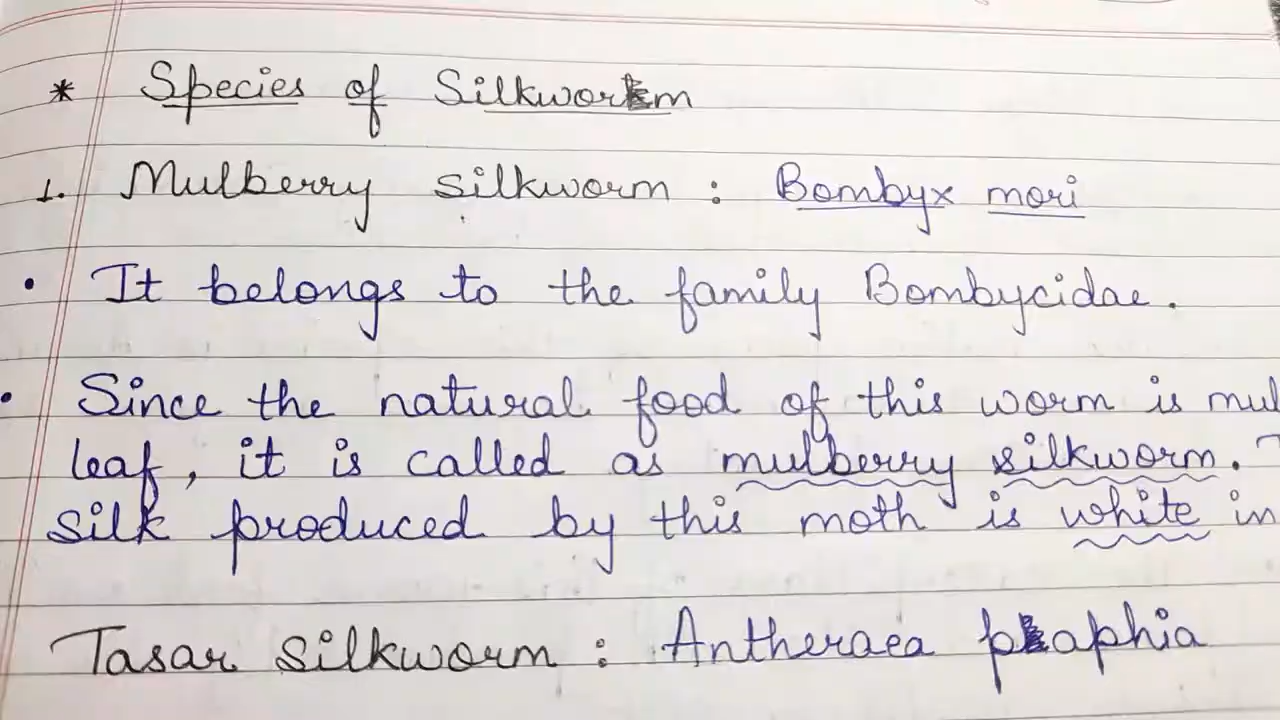 * Species of Silkworm
1. Mulberry silkworm : Bombyx mori
• It belongs to the family Bombycidae.
• Since the natural food of this worm is mul
leaf, it is called as mulberry silkworm. T
silk produced by this moth is white in
Tasar silkworm : Antheraea paphia